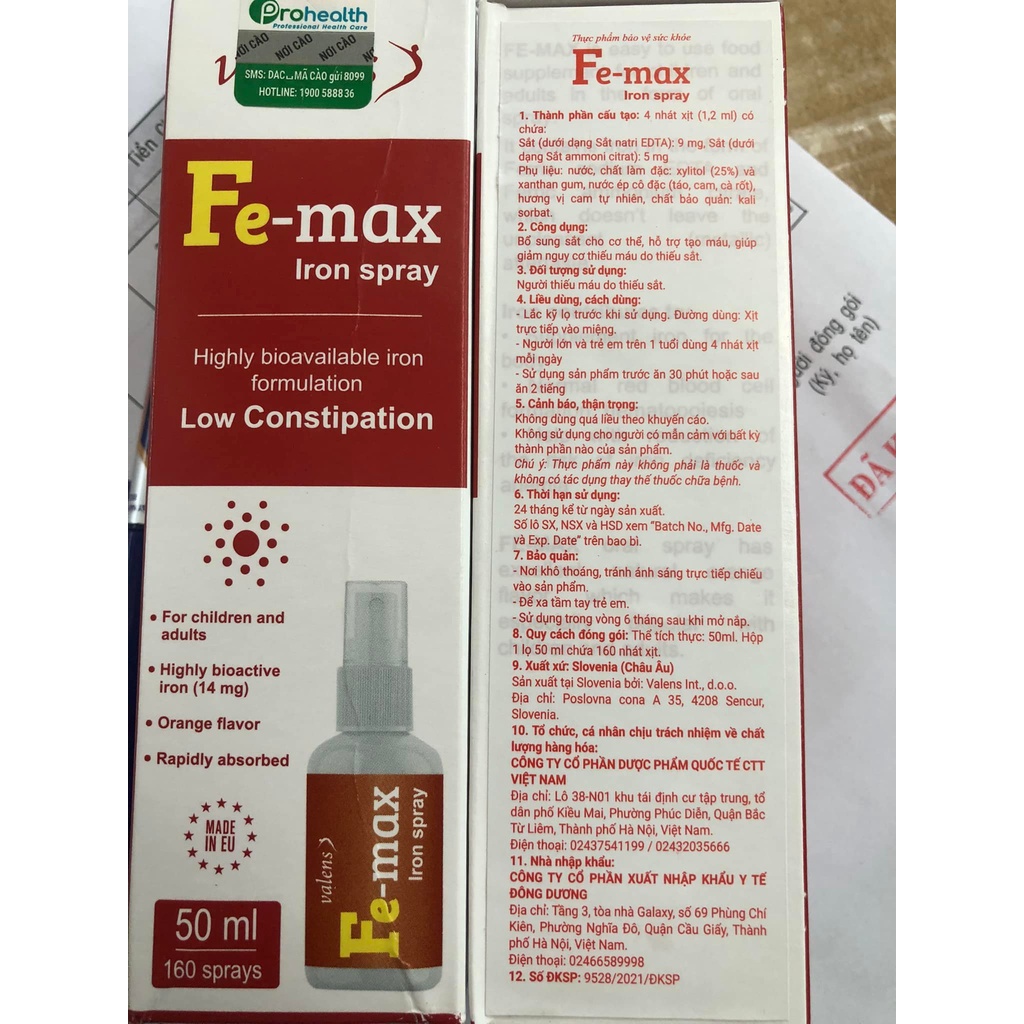 Prohealth
Professional Health Care
NƠI CÀO NƠI CÀO NƠI CÀO
SMS: DAC MÃ CÀO gửi 8099
HOTLINE: 1900 5888 36
Fe-max
Iron spray
Highly bioavailable iron
formulation
Low Constipation
• For children and
adults
• Highly bioactive
iron (14 mg)
• Orange flavor
• Rapidly absorbed
MADE
IN EU
50 ml
160 sprays
valens
Fe-max
Iron spray
Thực phẩm bảo vệ sức khỏe
Fe-max
Iron spray
1. Thành phần cấu tạo: 4 nhát xịt (1,2 ml) có
chứa:
Sắt (dưới dạng Sắt natri EDTA): 9 mg, Sắt (dưới
dạng Sắt ammoni citrat): 5 mg
Phụ liệu: nước, chất làm đặc: xylitol (25%) và
xanthan gum, nước ép cô đặc (táo, cam, cà rốt),
hương vị cam tự nhiên, chất bảo quản: kali
sorbat.
2. Công dụng:
Bổ sung sắt cho cơ thể, hỗ trợ tạo máu, giúp
giảm nguy cơ thiếu máu do thiếu sắt.
3. Đối tượng sử dụng:
Người thiếu máu do thiếu sắt.
4. Liều dùng, cách dùng:
- Lắc kỹ lọ trước khi sử dụng. Đường dùng: Xịt
trực tiếp vào miệng.
- Người lớn và trẻ em trên 1 tuổi dùng 4 nhát xịt
mỗi ngày
- Sử dụng sản phẩm trước ăn 30 phút hoặc sau
ăn 2 tiếng
5. Cảnh báo, thận trọng:
Không dùng quá liều theo khuyến cáo.
Không sử dụng cho người có mẫn cảm với bất kỳ
thành phần nào của sản phẩm.
Chú ý: Thực phẩm này không phải là thuốc và
không có tác dụng thay thế thuốc chữa bệnh.
6. Thời hạn sử dụng:
24 tháng kể từ ngày sản xuất.
Số lô SX, NSX và HSD xem "Batch No., Mfg. Date
và Exp. Date" trên bao bì.
7. Bảo quản:
- Nơi khô thoáng, tránh ánh sáng trực tiếp chiếu
vào sản phẩm.
- Để xa tầm tay trẻ em.
- Sử dụng trong vòng 6 tháng sau khi mở nắp.
8. Quy cách đóng gói: Thể tích thực: 50ml. Hộp
1 lọ 50 ml chứa 160 nhát xịt.
9. Xuất xứ: Slovenia (Châu Âu)
Sản xuất tại Slovenia bởi: Valens Int., d.o.o.
Địa chỉ: Poslovna cona A 35, 4208 Sencur,
Slovenia.
10. Tổ chức, cá nhân chịu trách nhiệm về chất
lượng hàng hóa:
CÔNG TY CỔ PHẦN DƯỢC PHẨM QUỐC TẾ CTT
VIỆT NAM
Địa chỉ: Lô 38-N01 khu tái định cư tập trung, tổ
dân phố Kiều Mai, Phường Phúc Diễn, Quận Bắc
Từ Liêm, Thành phố Hà Nội, Việt Nam.
Điện thoại: 02437541199 / 02432035666
11. Nhà nhập khẩu:
CÔNG TY CỔ PHẦN XUẤT NHẬP KHẨU Y TẾ
ĐÔNG DƯƠNG
Địa chỉ: Tầng 3, tòa nhà Galaxy, số 69 Phùng Chí
Kiên, Phường Nghĩa Đô, Quận Cầu Giấy, Thành
phố Hà Nội, Việt Nam.
Điện thoại: 02466589998
12. Số ĐKSP: 9528/2021/ĐKSP
đóng gói
(Ký, họ tên)
ĐÃ